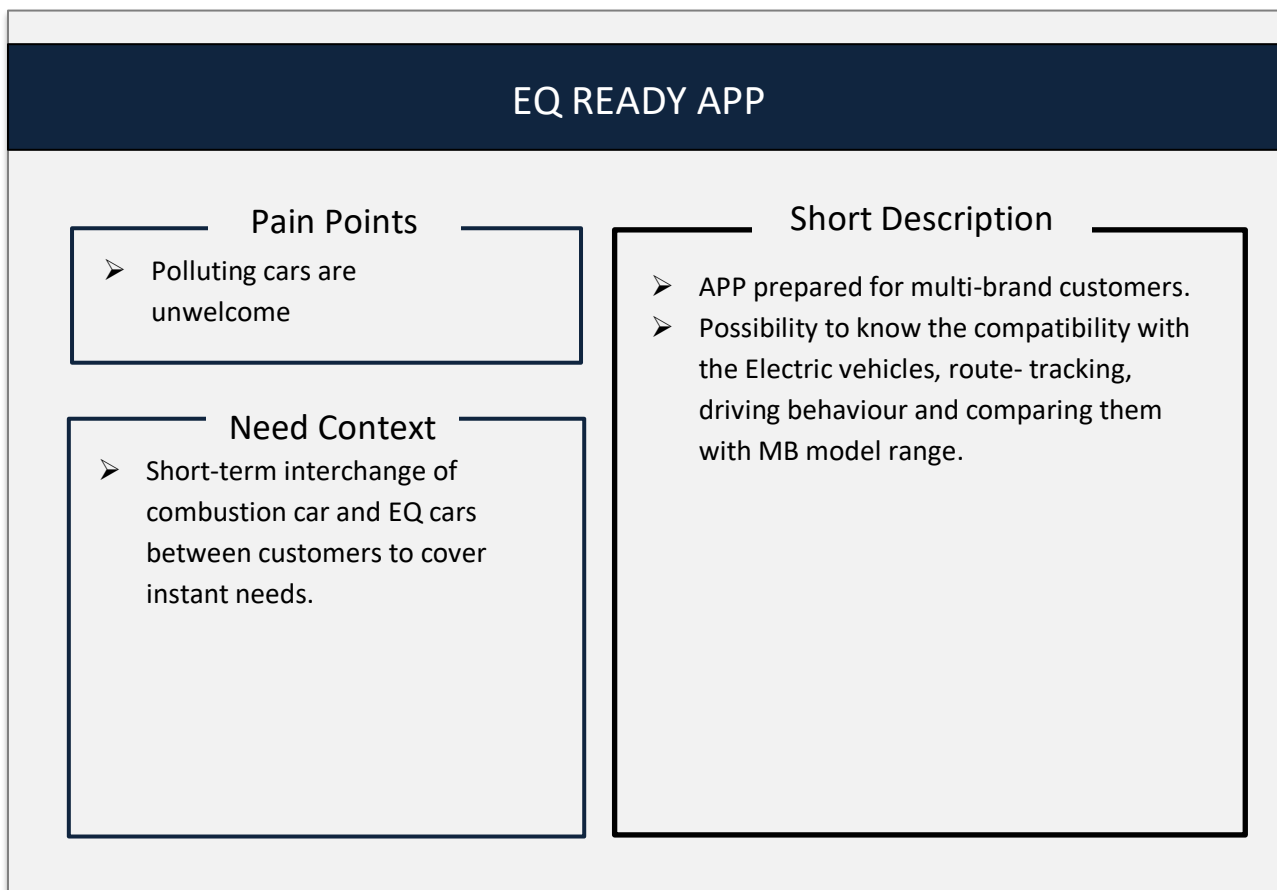 EQ READY APP
Pain Points
➢ Polluting cars are
unwelcome
Need Context
➢ Short-term interchange of
combustion car and EQ cars
between customers to cover
instant needs.
Short Description
➢ APP prepared for multi-brand customers.
➢ Possibility to know the compatibility with
the Electric vehicles, route- tracking,
driving behaviour and comparing them
with MB model range.